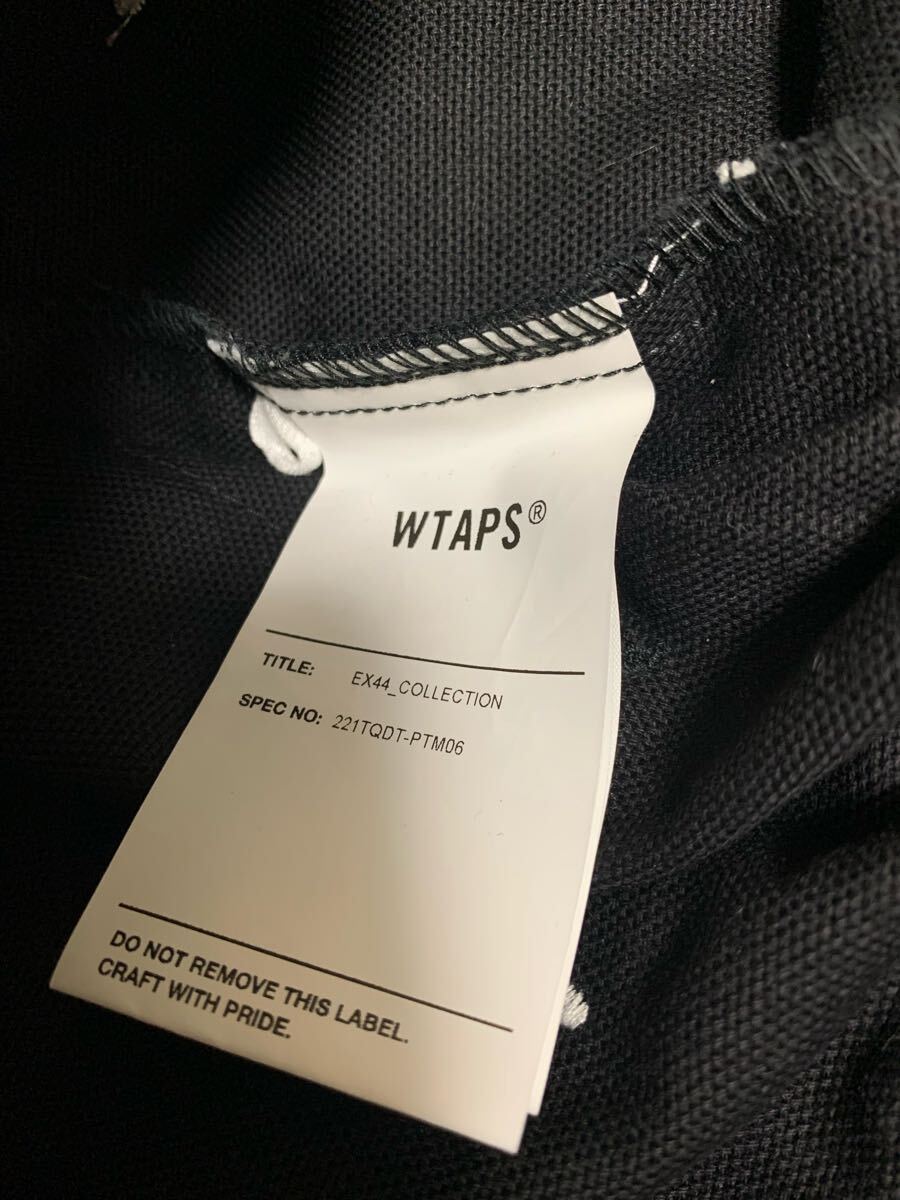 WTAPS®
TITLE: EX44_COLLECTION
SPEC NO: 221TQDT-PTM06
DO NOT REMOVE THIS LABEL.
CRAFT WITH PRIDE.